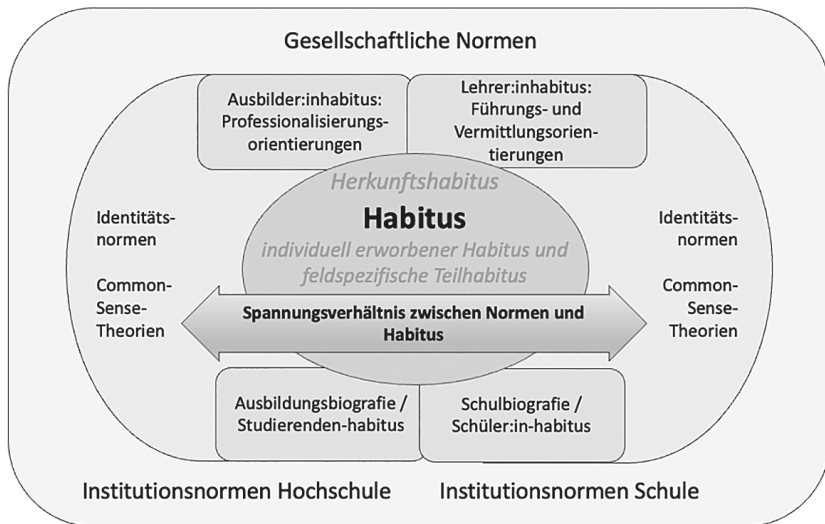 Gesellschaftliche Normen
Ausbilder:inhabitus:
Professionalisierungs-
orientierungen
Lehrer:inhabitus:
Führungs- und
Vermittlungsorien-
tierungen
Herkunftshabitus
Habitus
individuell erworbener Habitus und
feldspezifische Teilhabitus
Identitäts-
normen
Common-
Sense-
Theorien
Identitäts-
normen
Common-
Sense-
Theorien
Spannungsverhältnis zwischen Normen und
Habitus
Ausbildungsbiografie /
Studierenden-habitus
Schulbiografie /
Schüler:in-habitus
Institutionsnormen Hochschule
Institutionsnormen Schule